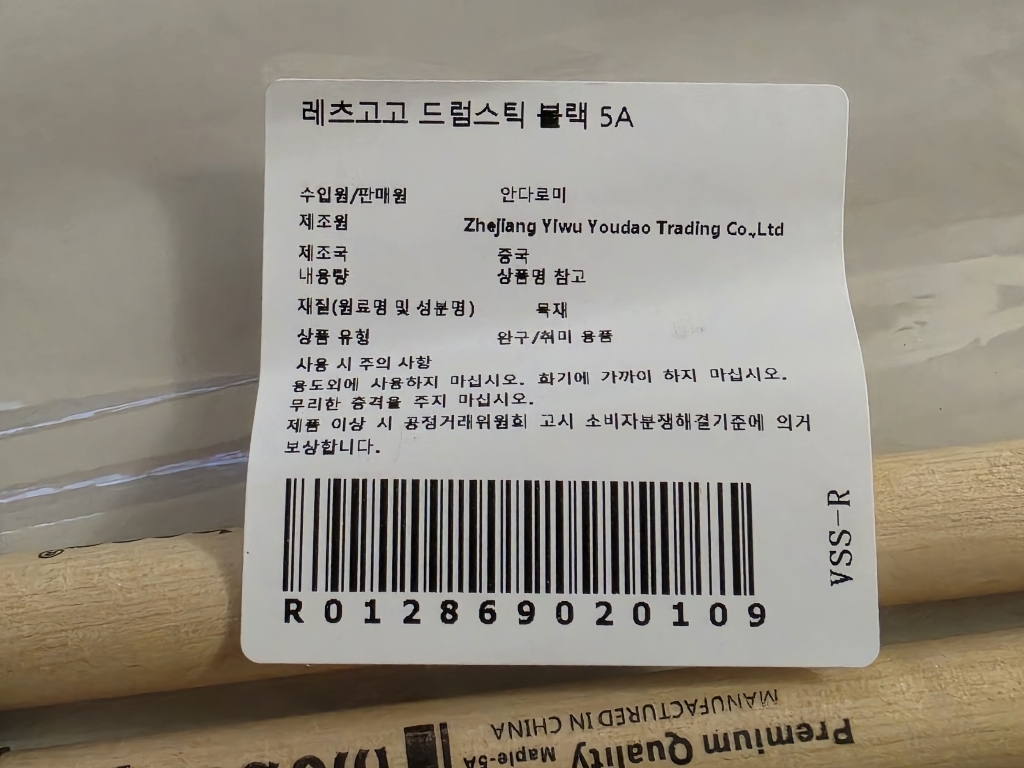 레츠고고 드럼스틱 블랙 5A
수입원/판매원 안다로미
제조원 Zhejiang Yiwu Youdao Trading Co.,Ltd
제조국 중국
내용량 상품명 참고
재질(원료명 및 성분명) 목재
상품 유형 완구/취미 용품
사용 시 주의 사항
용도외에 사용하지 마십시오. 화기에 가까이 하지 마십시오.
무리한 충격을 주지 마십시오.
제품 이상 시 공정거래위원회 고시 소비자분쟁해결기준에 의거
보상합니다.
R012869020109
VSS-R
MANUFACTURED IN CHINA
Premium Quality Maple-5A